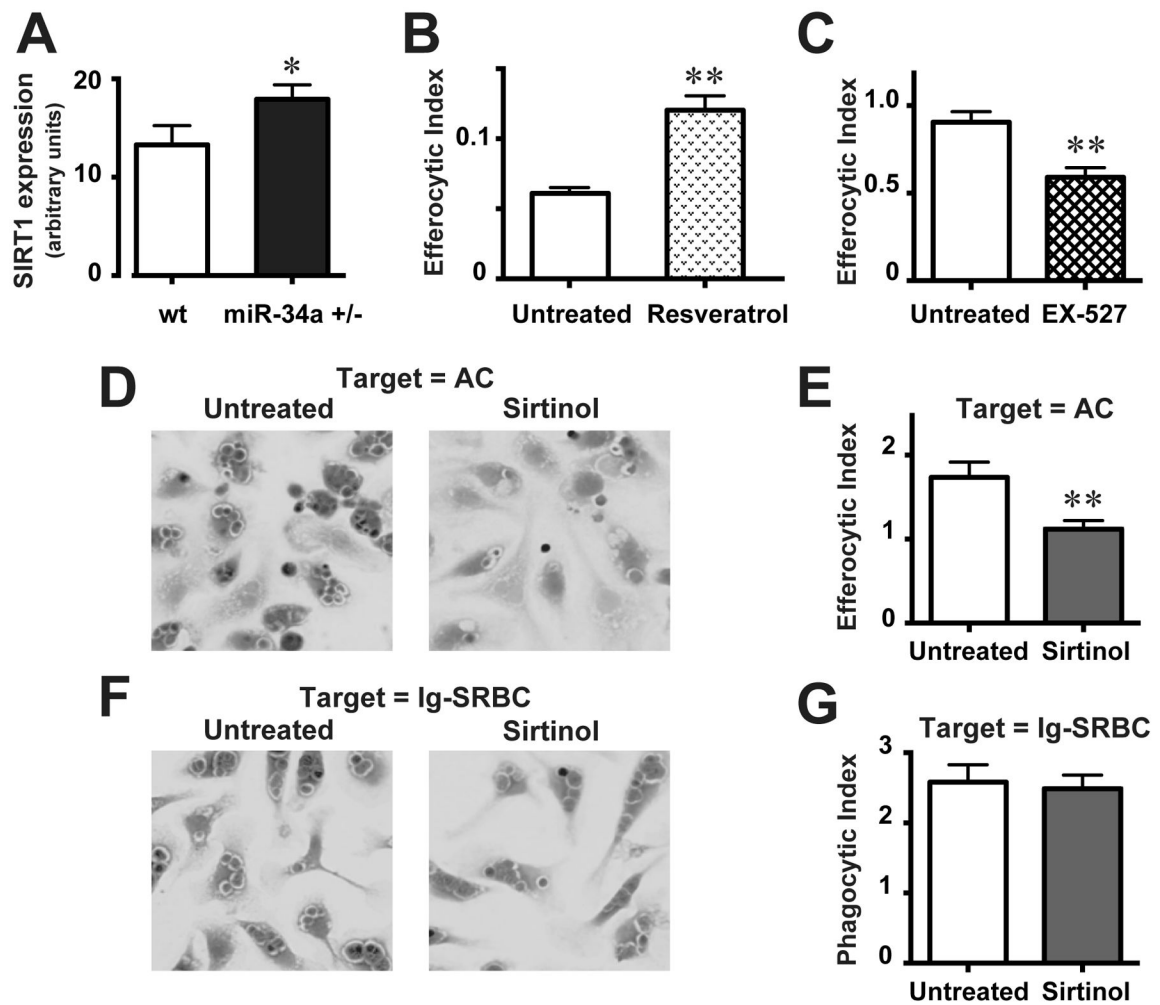 A
SIRT1 expression
(arbitrary units)
20
10
0
*
wt
miR-34a +/-
B
Efferocytic Index
0.1
0
**
Untreated
Resveratrol
C
Efferocytic Index
1.0
0.5
0
**
Untreated
EX-527
D
Target = AC
Untreated
Sirtinol
E
Target = AC
Efferocytic Index
2
1
0
**
Untreated
Sirtinol
F
Target = Ig-SRBC
Untreated
Sirtinol
G
Target = Ig-SRBC
Phagocytic Index
3
2
1
0
Untreated
Sirtinol